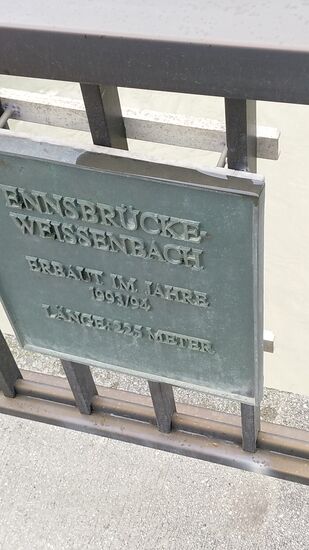 ENNSBRÜCKE-
WEISSENBACH
ERBAUT IM JAHRE
1993/94
LÄNGE: 225 METER